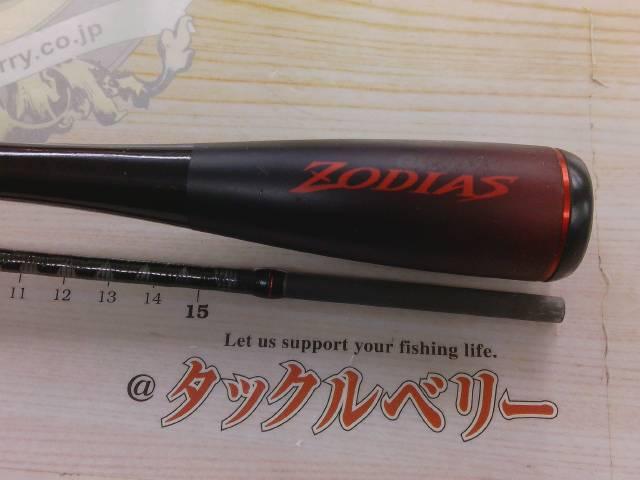 rry.co.jp
ZODIAS
11 12 13 14 15
Let us support your fishing life.
@タックルベリー